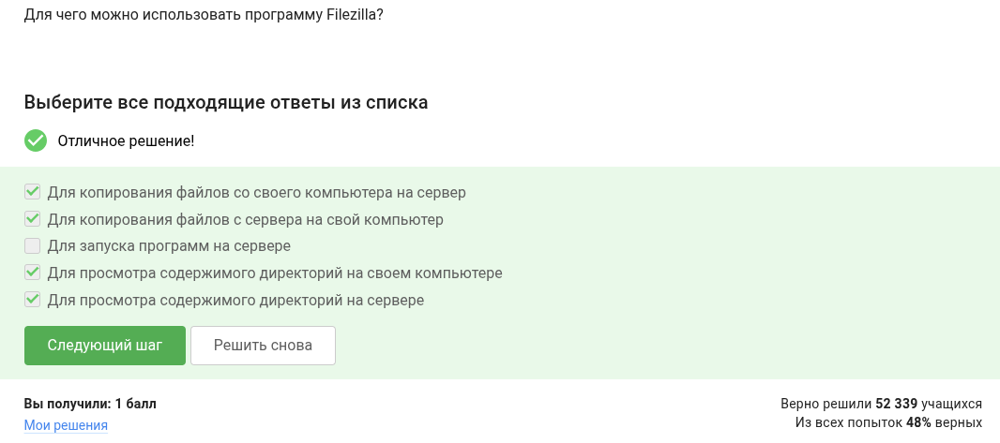 Для чего можно использовать программу Filezilla?
Выберите все подходящие ответы из списка
Отличное решение!
Для копирования файлов со своего компьютера на сервер
Для копирования файлов с сервера на свой компьютер
Для запуска программ на сервере
Для просмотра содержимого директорий на своем компьютере
Для просмотра содержимого директорий на сервере
Следующий шаг
Решить снова
Вы получили: 1 балл
Мои решения
Верно решили 52 339 учащихся
Из всех попыток 48% верных